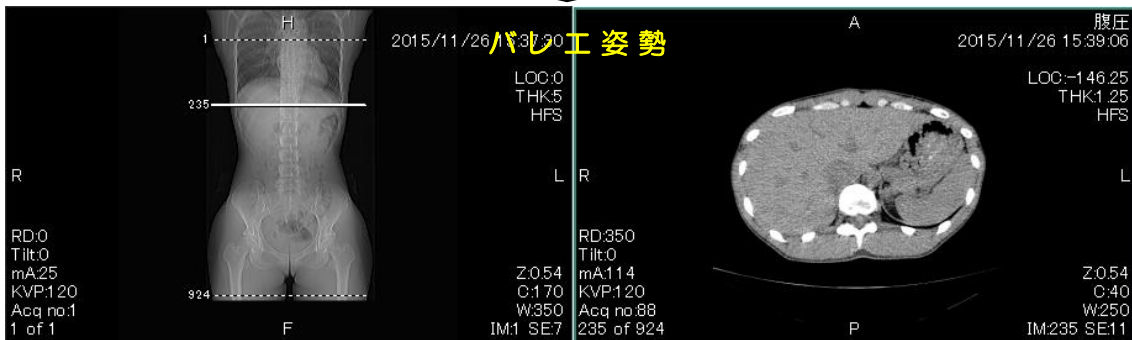 バレエ姿勢
H
1
2015/11/26 15:37:30
LOC:0
THK:5
HFS
235
R
L
RD:0
Tilt:0
mA:25
KVP:120
Acq no:1
1 of 1
924
F
Z:0.54
C:170
W:350
IM:1 SE:7
A
腹圧
2015/11/26 15:39:06
LOC:-146.25
THK:1.25
HFS
R
L
RD:350
Tilt:0
mA:114
KVP:120
Acq no:88
235 of 924
P
Z:0.54
C:40
W:250
IM:235 SE:11